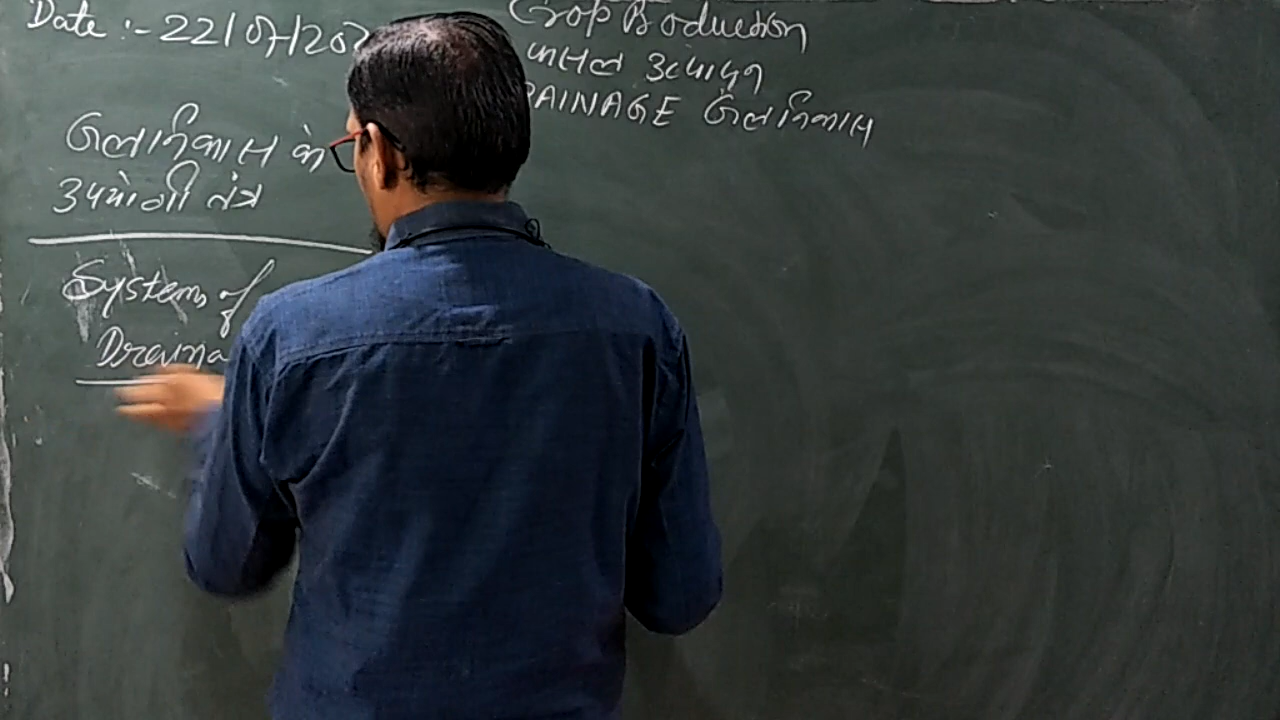 Date :- 22/07/202
Crop Production
फसल उत्पादन
RAINAGE जलनिकास
जलनिकास के
उपयोगी तंत्र
Systems of
Draina